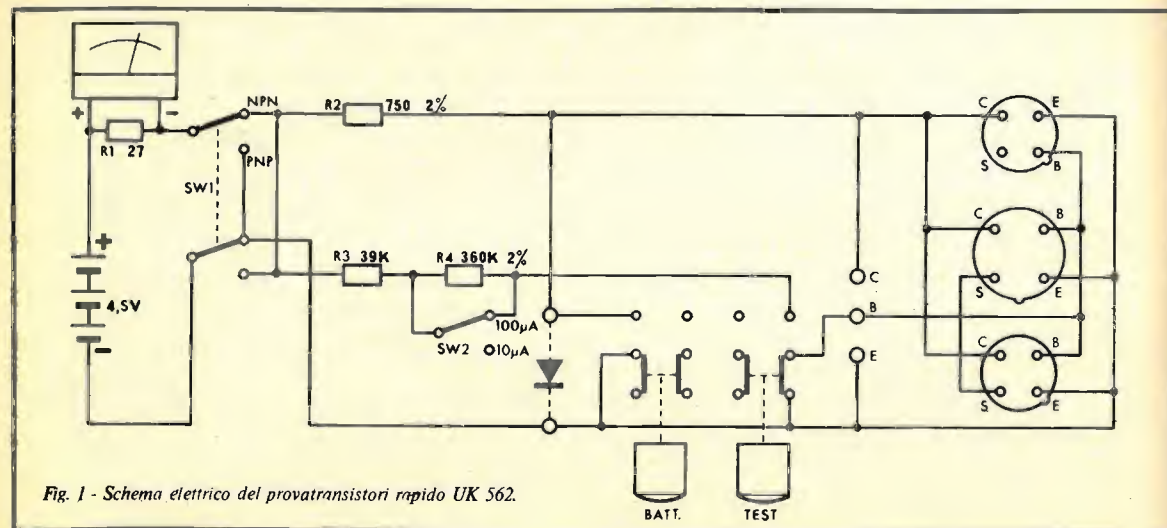 +
-
R1 27
NPN
PNP
SW1
R2 750 2%
+
4,5V
-
R3 39K
R4 360K 2%
SW2
100µA
10µA
C
B
E
C
E
S
B
C
B
S
E
C
B
S
E
BATT.
TEST
Fig. 1 - Schema elettrico del provatransistori rapido UK 562.